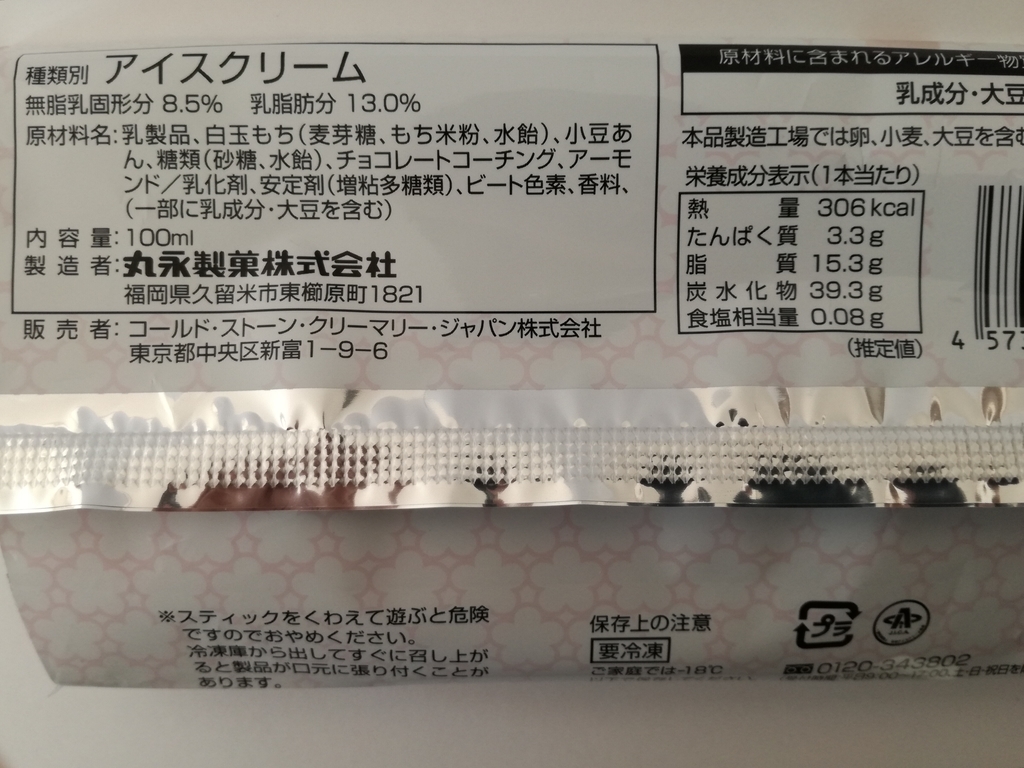 種類別 アイスクリーム
無脂乳固形分 8.5% 乳脂肪分 13.0%
原材料名:乳製品、白玉もち(麦芽糖、もち米粉、水飴)、小豆あ
ん、糖類(砂糖、水飴)、チョコレートコーチング、アーモ
ンド/乳化剤、安定剤(増粘多糖類)、ビート色素、香料、
(一部に乳成分・大豆を含む)
内容量:100ml
製造者:丸永製菓株式会社
福岡県久留米市東櫛原町1821
販売者:コールド・ストーン・クリーマリー・ジャパン株式会社
東京都中央区新富1-9-6
原材料に含まれるアレルギー物
乳成分・大豆
本品製造工場では卵、小麦、大豆を含む
栄養成分表示(1本当たり)
熱量 306kcal
たんぱく質 3.3g
脂質 15.3g
炭水化物 39.3g
食塩相当量 0.08g
(推定値)
4 573
※スティックをくわえて遊ぶと危険
ですのでおやめください。
冷凍庫から出してすぐに召し上が
ると製品が口元に張り付くことが
あります。
保存上の注意
要冷凍
ご家庭では-18℃
プラ
0120-343802